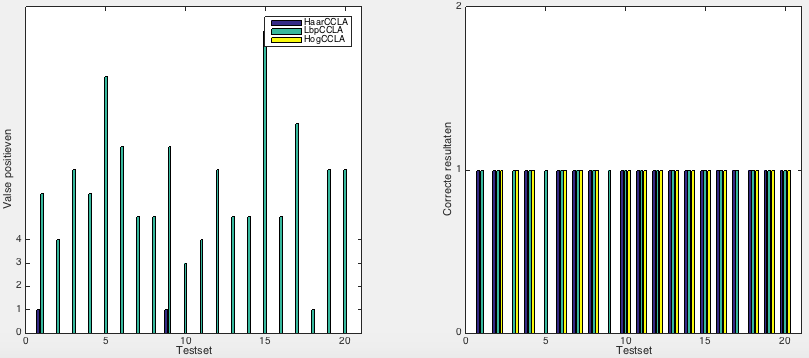 HaarCCLA
LbpCCLA
HogCCLA
Valse positieven
4
3
2
1
0
0 5 10 15 20
Testset
Correcte resultaten
2
1
0
0 5 10 15 20
Testset